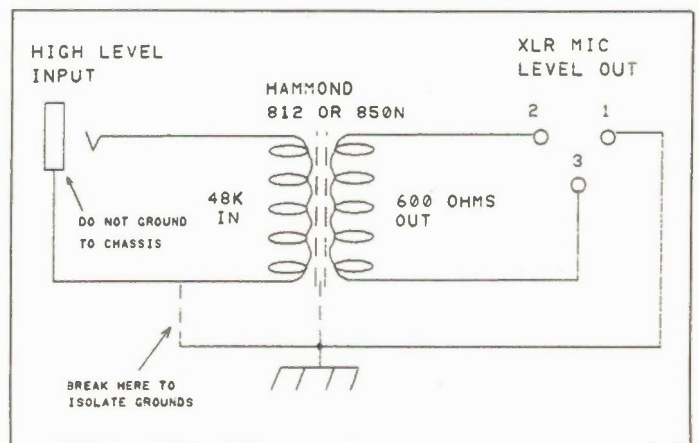 HIGH LEVEL
INPUT
XLR MIC
LEVEL OUT
HAMMOND
812 OR 850N
2
1
3
48K
IN
600 OHMS
OUT
DO NOT GROUND
TO CHASSIS
BREAK HERE TO
ISOLATE GROUNDS